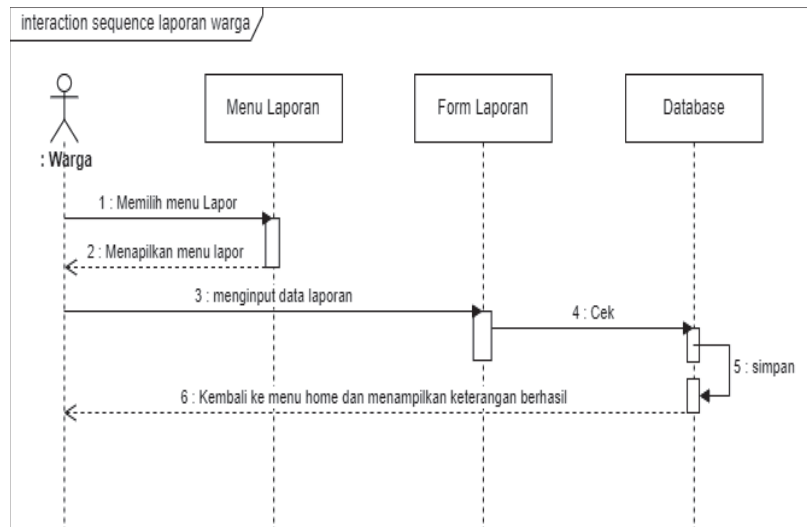 interaction sequence laporan warga
Menu Laporan
Form Laporan
Database
: Warga
1 : Memilih menu Lapor
2 : Menapilkan menu lapor
3 : menginput data laporan
4 : Cek
5 : simpan
6 : Kembali ke menu home dan menampilkan keterangan berhasil